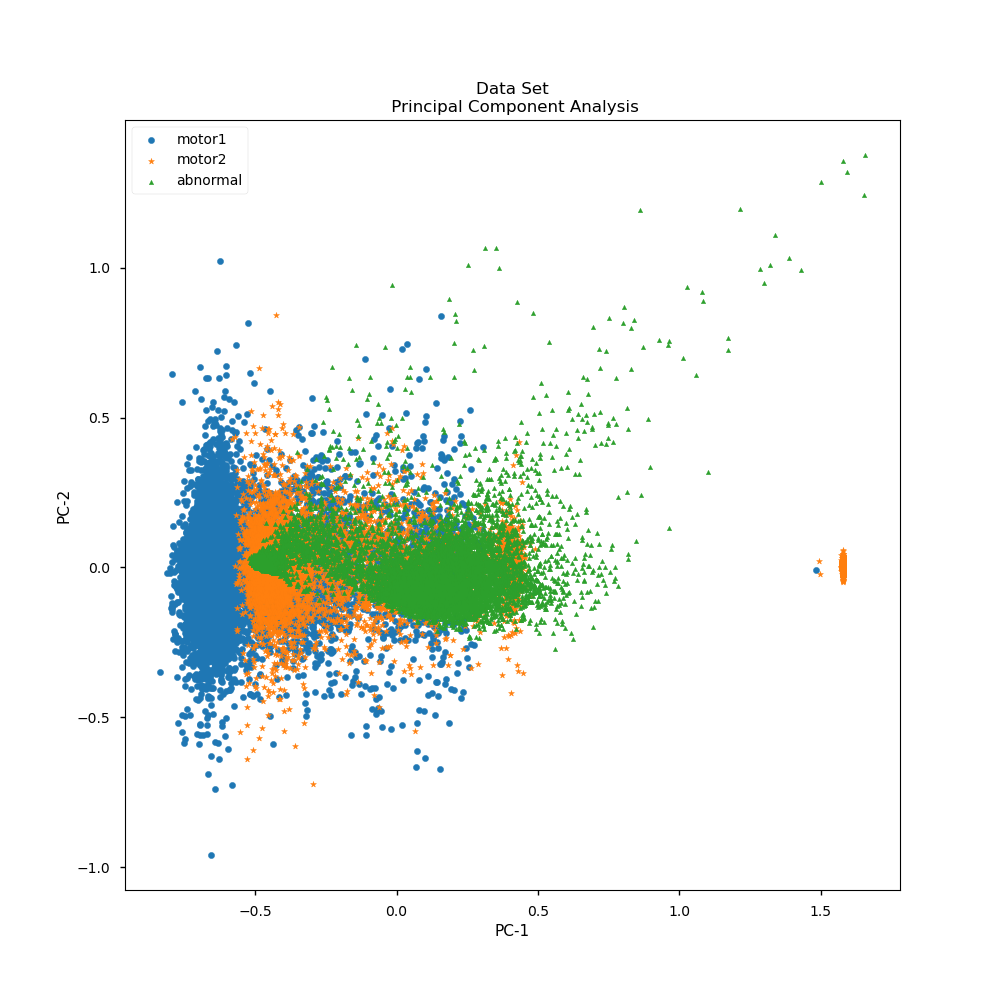 Data Set
Principal Component Analysis
motor1
motor2
abnormal
1.0
0.5
0.0
−0.5
−1.0
PC-2
−0.5 0.0 0.5 1.0 1.5
PC-1